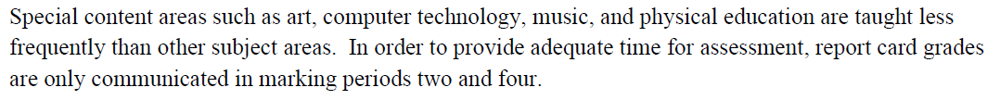 Special content areas such as art, computer technology, music, and physical education are taught less
frequently than other subject areas.  In order to provide adequate time for assessment, report card grades
are only communicated in marking periods two and four.